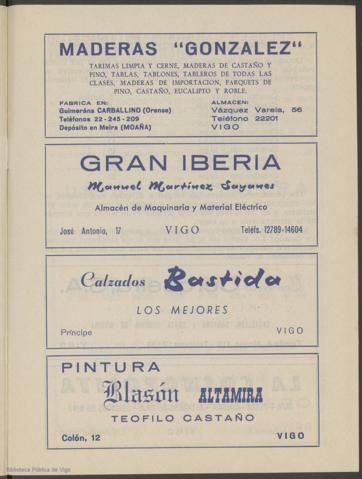 MADERAS "GONZALEZ"
TARIMAS LIMPIA Y CERNE, MADERAS DE CASTAÑO Y
PINO, TABLAS, TABLONES, TABLEROS DE TODAS LAS
CLASES, MADERAS DE IMPORTACION, PARQUETS DE
PINO, CASTAÑO, EUCALIPTO Y ROBLE.
FABRICA EN:
Guimeráns CARBALLINO (Orense)
Teléfonos 22-245-209
Depósito en Meira (MOAÑA)
ALMACEN:
Vázquez Varela, 56
Teléfono 22201
VIGO
GRAN IBERIA
Manuel Martínez Sayanes
Almacén de Maquinaria y Material Eléctrico
José Antonio, 17 VIGO Teléfs. 12789-14604
Calzados Bastida
LOS MEJORES
Príncipe VIGO
PINTURA
Blasón ALTAMIRA
TEOFILO CASTAÑO
Colón, 12 VIGO
Biblioteca Pública de Vigo